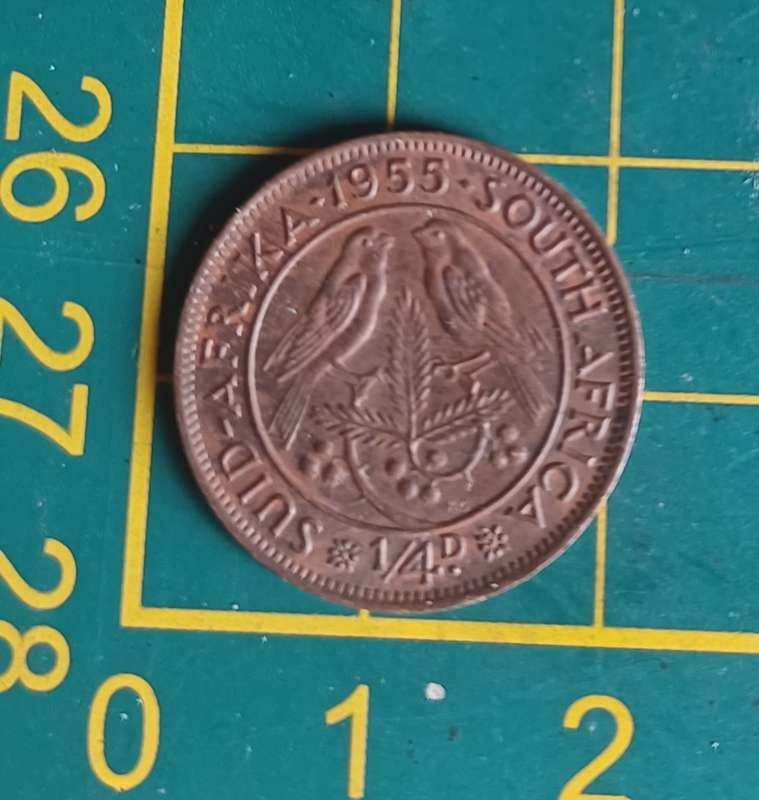 SUID-AFRIKA · 1955 · SOUTH AFRICA
1/4D.
26
27
28
0 1 2